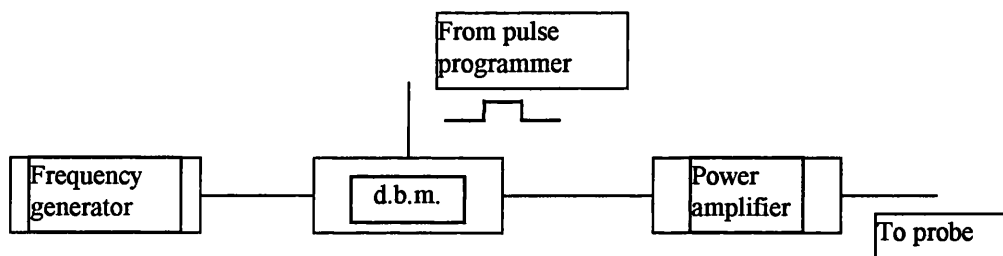 From pulse
programmer
Frequency
generator
d.b.m.
Power
amplifier
To probe